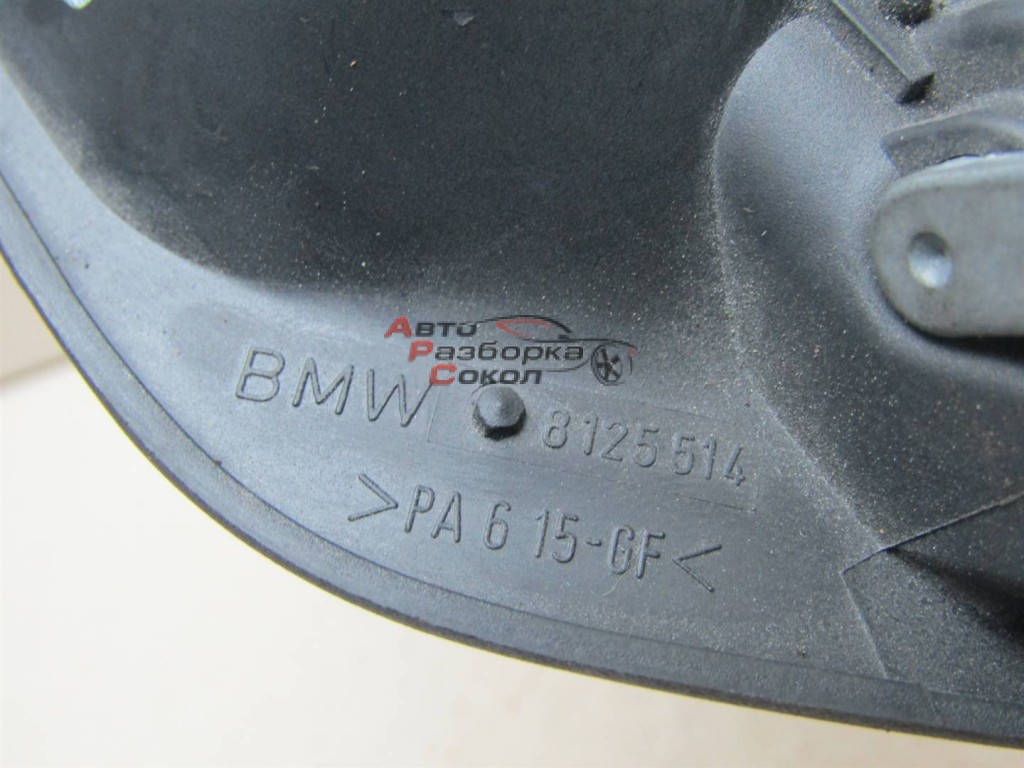 Авто
Разборка
Сокол
BMW 8125514
>PA 6 15-GF<